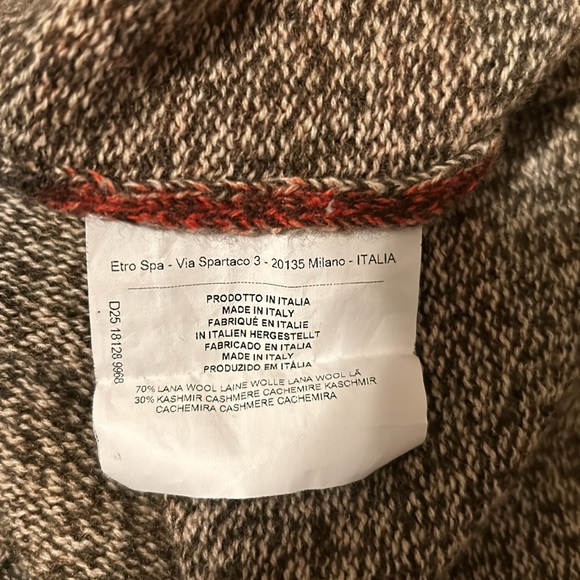 Etro Spa - Via Spartaco 3 - 20135 Milano - ITALIA
PRODOTTO IN ITALIA
MADE IN ITALY
FABRIQUÉ EN ITALIE
IN ITALIEN HERGESTELLT
FABRICADO EN ITALIA
MADE IN ITALY
PRODUZIDO EM ITÁLIA
70% LANA WOOL LAINE WOLLE LANA WOOL LÃ
30% KASHMIR CASHMERE CACHEMIRE KASCHMIR
CACHEMIRA CASHMERE CACHEMIRA
D25 18128 9968